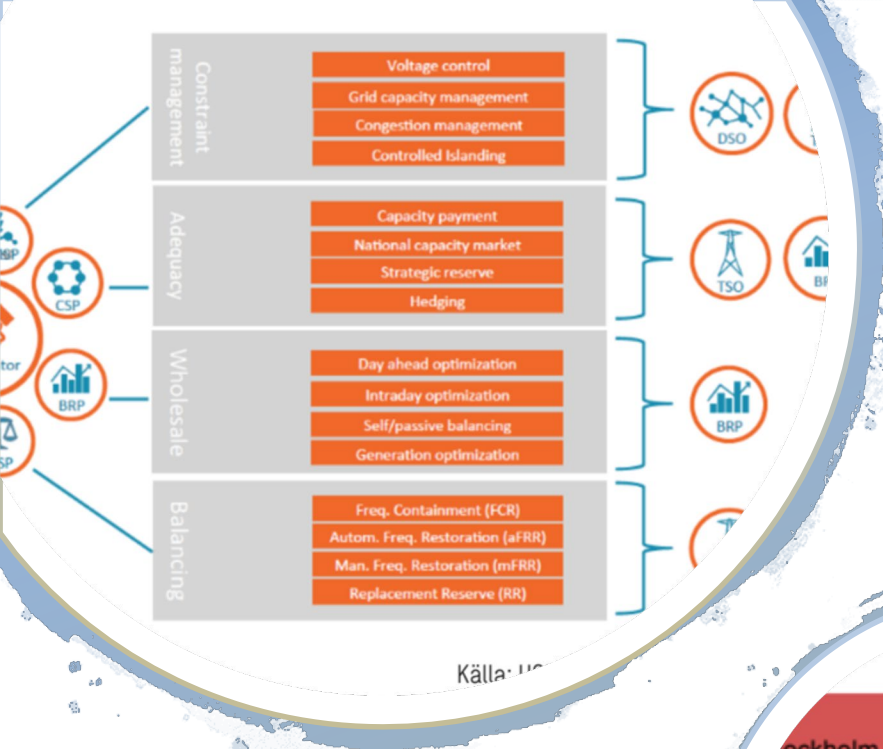 Constraint
management
Voltage control
Grid capacity management
Congestion management
Controlled Islanding
DSO
Adequacy
Capacity payment
National capacity market
Strategic reserve
Hedging
TSO
CSP
Wholesale
Day ahead optimization
Intraday optimization
Self/passive balancing
Generation optimization
BRP
BRP
Balancing
Freq. Containment (FCR)
Autom. Freq. Restoration (aFRR)
Man. Freq. Restoration (mFRR)
Replacement Reserve (RR)
Källa: